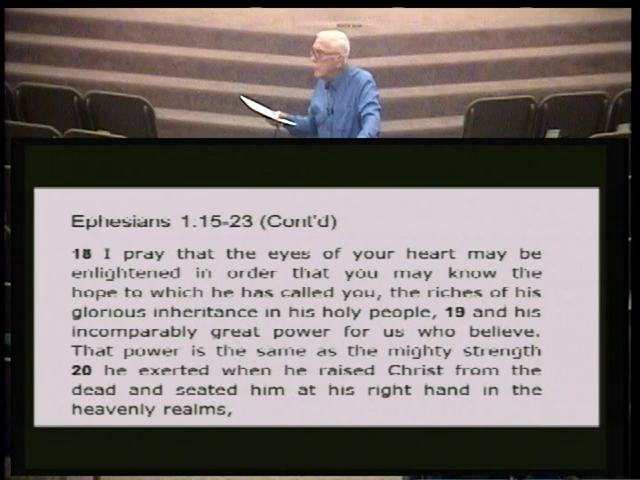 Ephesians 1.15-23 (Cont'd)
18 I pray that the eyes of your heart may be
enlightened in order that you may know the
hope to which he has called you, the riches of his
glorious inheritance in his holy people, 19 and his
incomparably great power for us who believe.
That power is the same as the mighty strength
20 he exerted when he raised Christ from the
dead and seated him at his right hand in the
heavenly realms,